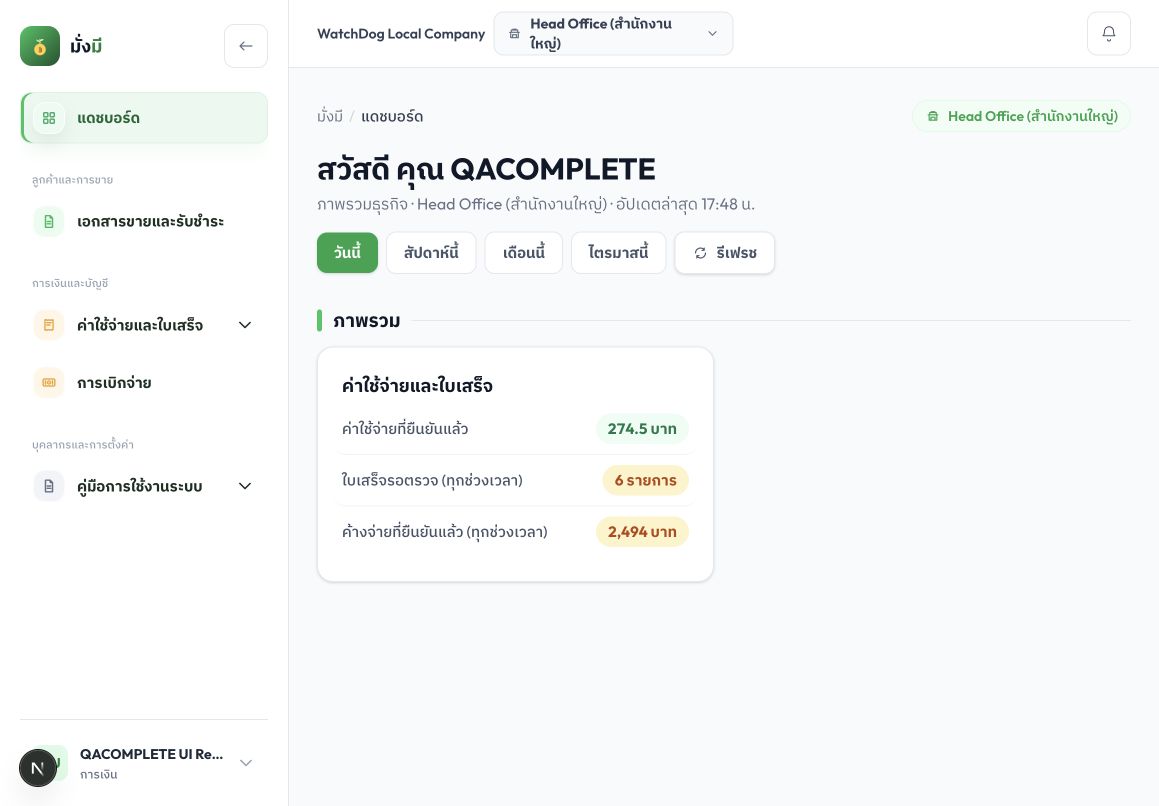 มั่งมี
แดชบอร์ด
ลูกค้าและการขาย
เอกสารขายและรับชำระ
การเงินและบัญชี
ค่าใช้จ่ายและใบเสร็จ
การเบิกจ่าย
บุคลากรและการตั้งค่า
คู่มือการใช้งานระบบ
N
QACOMPLETE UI Re...
การเงิน
WatchDog Local Company
Head Office (สำนักงาน
ใหญ่)
มั่งมี / แดชบอร์ด
Head Office (สำนักงานใหญ่)
สวัสดี คุณ QACOMPLETE
ภาพรวมธุรกิจ · Head Office (สำนักงานใหญ่) · อัปเดตล่าสุด 17:48 น.
วันนี้ สัปดาห์นี้ เดือนนี้ ไตรมาสนี้ รีเฟรช
ภาพรวม
ค่าใช้จ่ายและใบเสร็จ
ค่าใช้จ่ายที่ยืนยันแล้ว 274.5 บาท
ใบเสร็จรอตรวจ (ทุกช่วงเวลา) 6 รายการ
ค้างจ่ายที่ยืนยันแล้ว (ทุกช่วงเวลา) 2,494 บาท